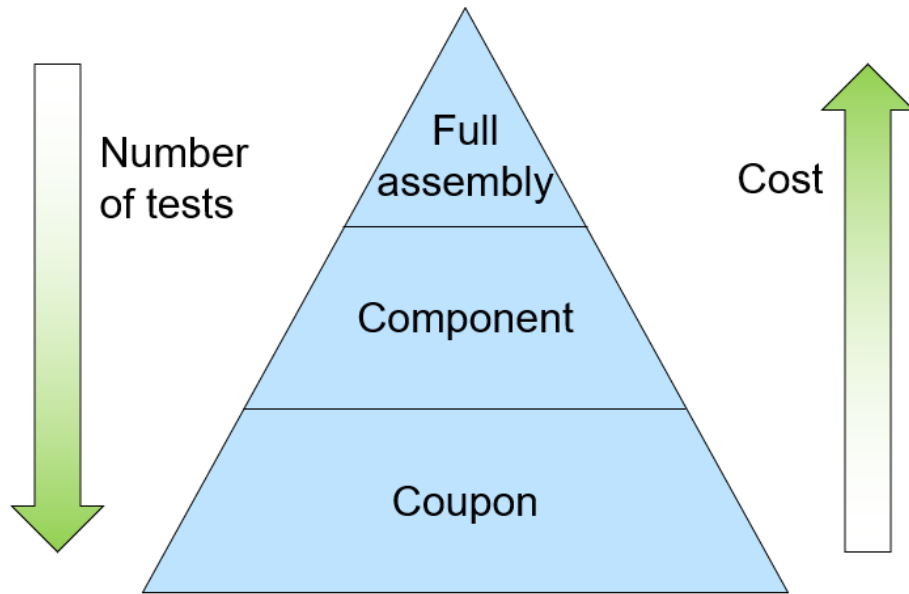 Full
assembly
Number
of tests
Cost
Component
Coupon